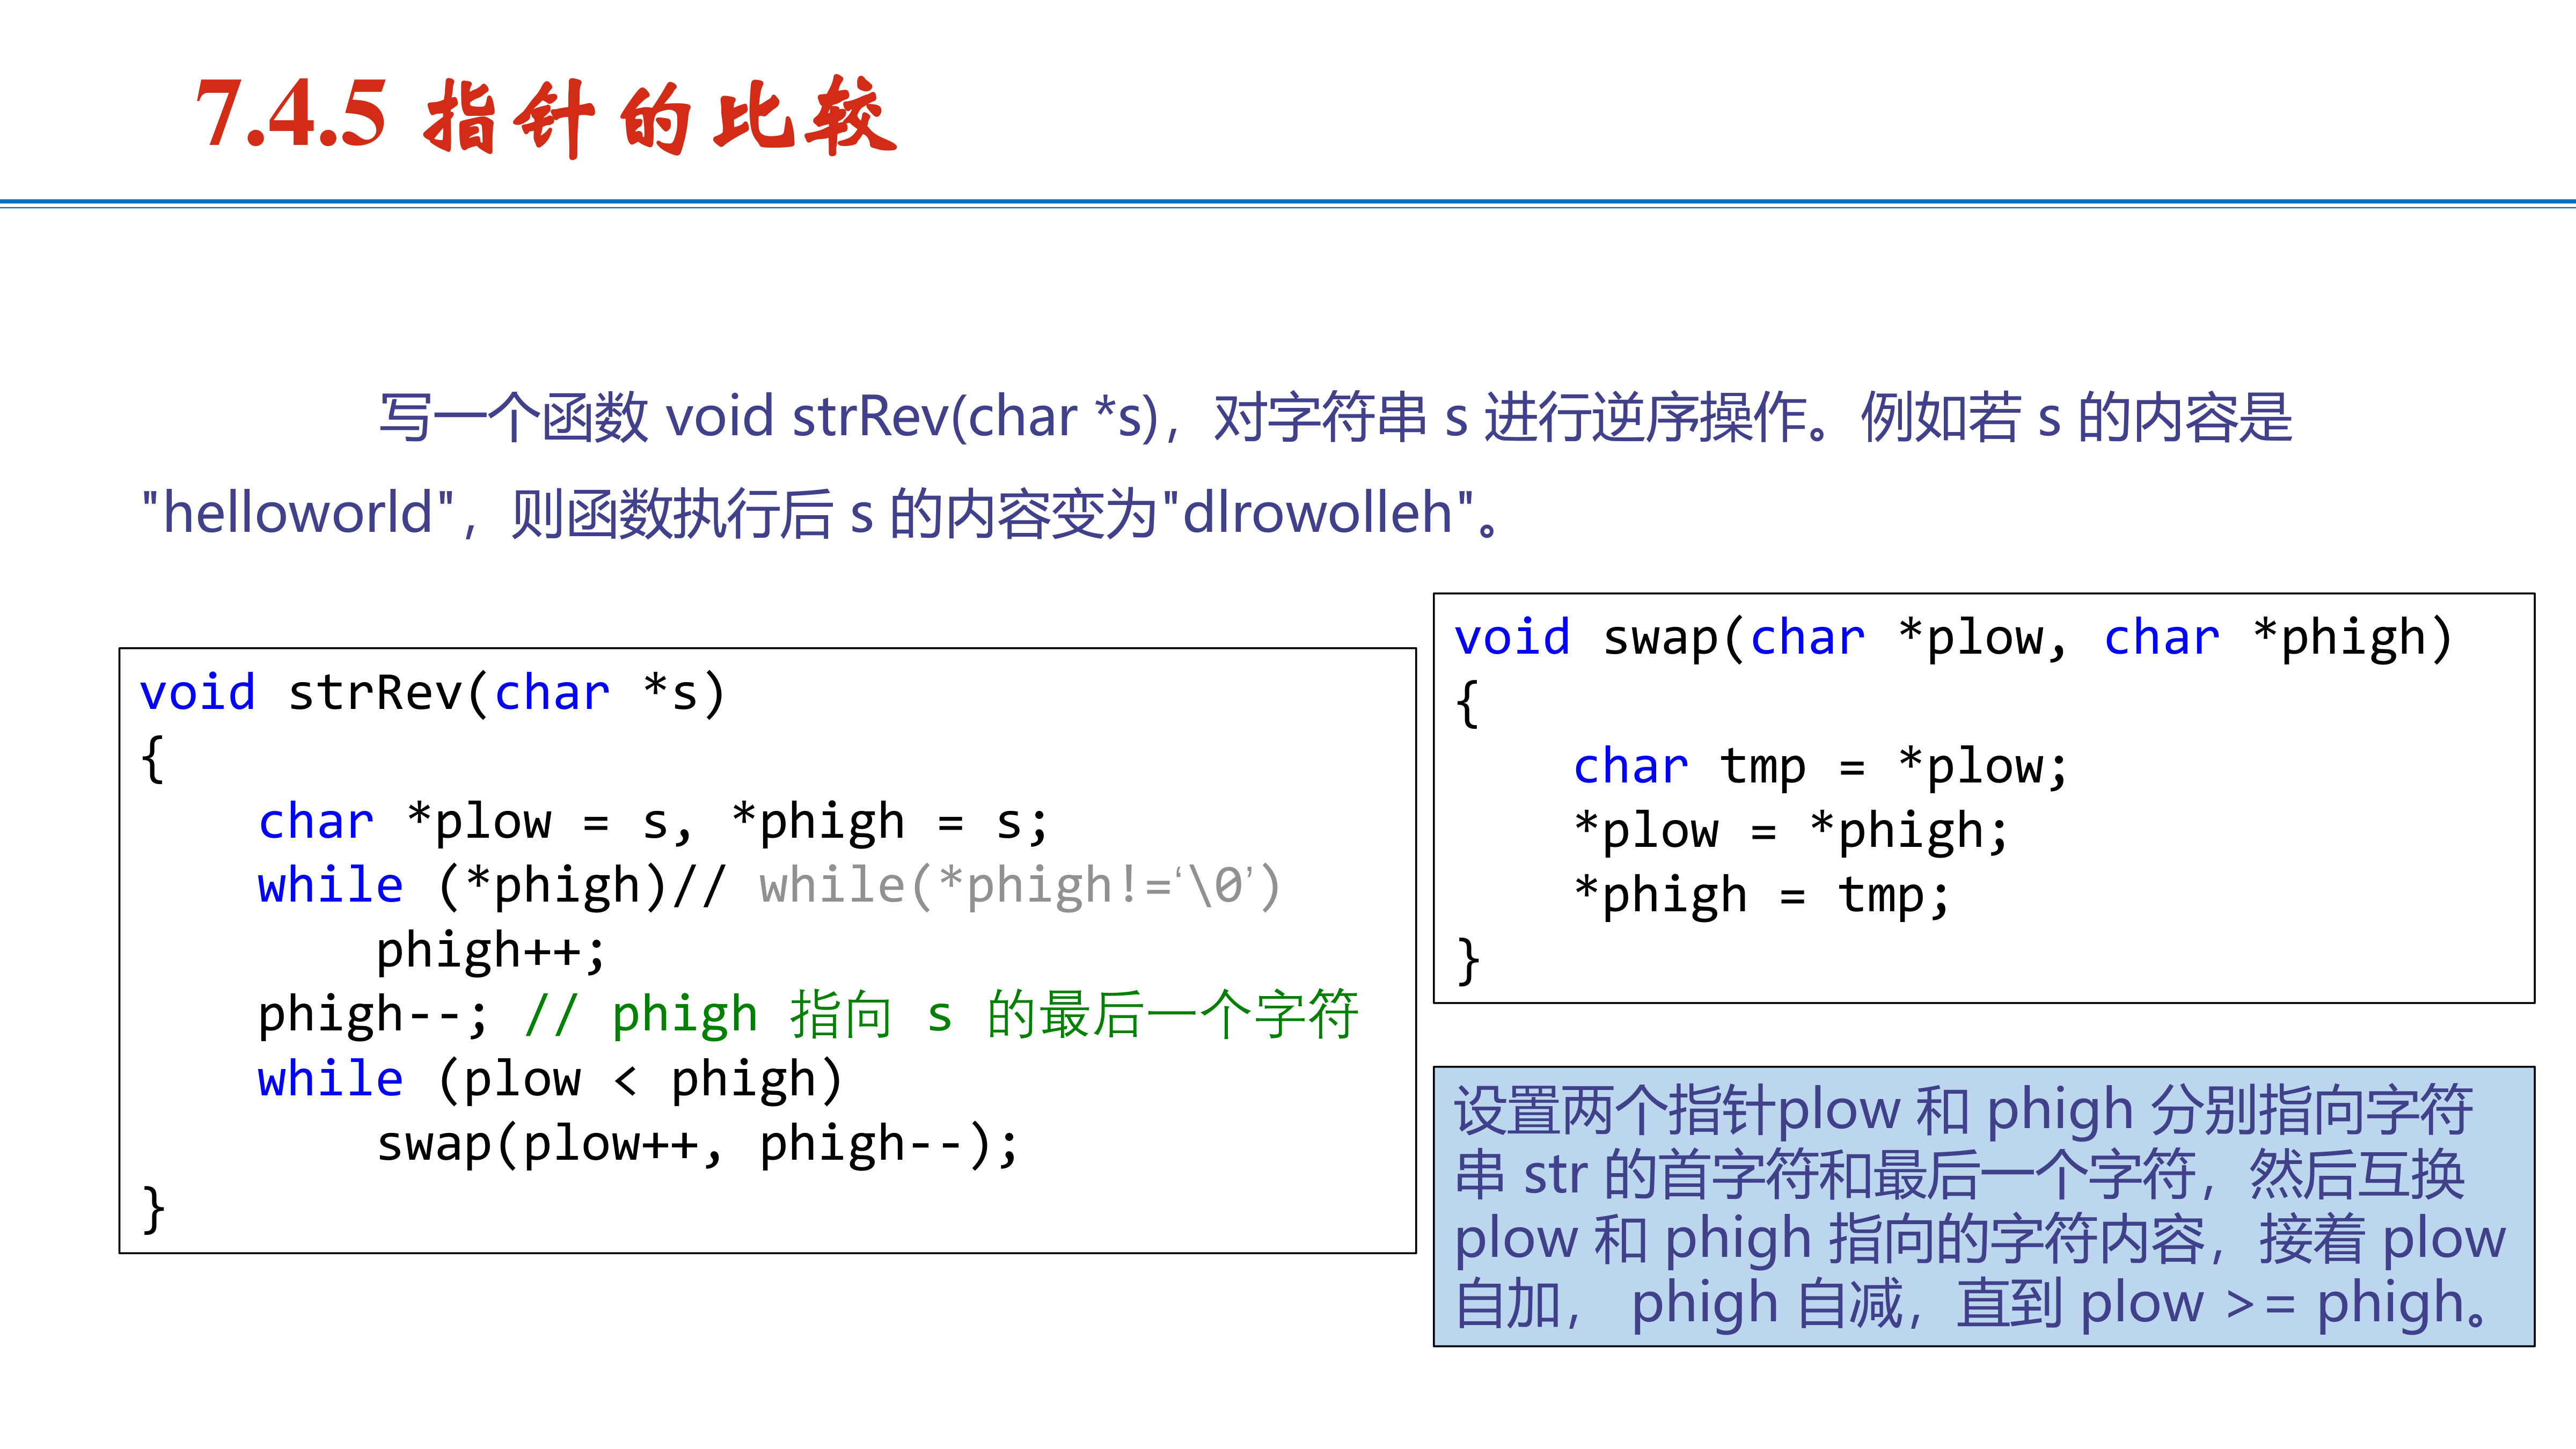 7.4.5 指针的比较
写一个函数 void strRev(char *s)，对字符串 s 进行逆序操作。例如若 s 的内容是
"helloworld"，则函数执行后 s 的内容变为"dlrowolleh"。
void strRev(char *s)
{
    char *plow = s, *phigh = s;
    while (*phigh)// while(*phigh!=‘\0’)
        phigh++;
    phigh--; // phigh 指向 s 的最后一个字符
    while (plow < phigh)
        swap(plow++, phigh--);
}
void swap(char *plow, char *phigh)
{
    char tmp = *plow;
    *plow = *phigh;
    *phigh = tmp;
}
设置两个指针plow 和 phigh 分别指向字符
串 str 的首字符和最后一个字符，然后互换
plow 和 phigh 指向的字符内容，接着 plow
自加， phigh 自减，直到 plow >= phigh。